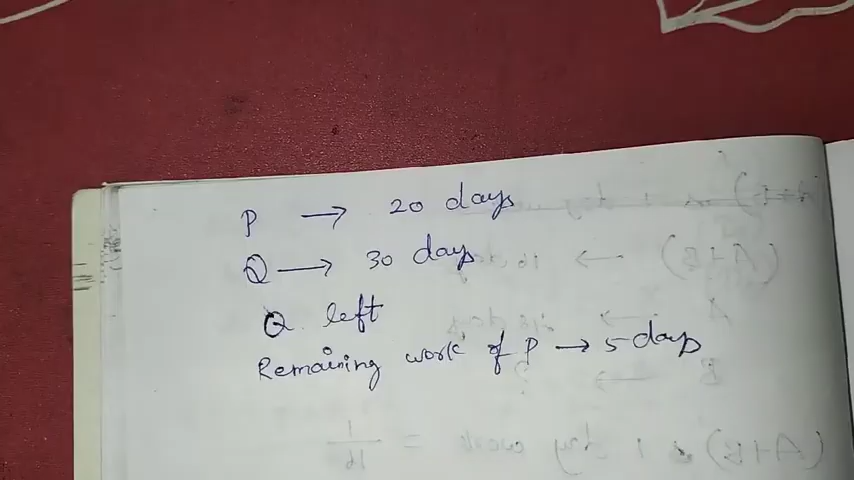 P → 20 days
Q → 30 days
Q left
Remaining work of P → 5 days